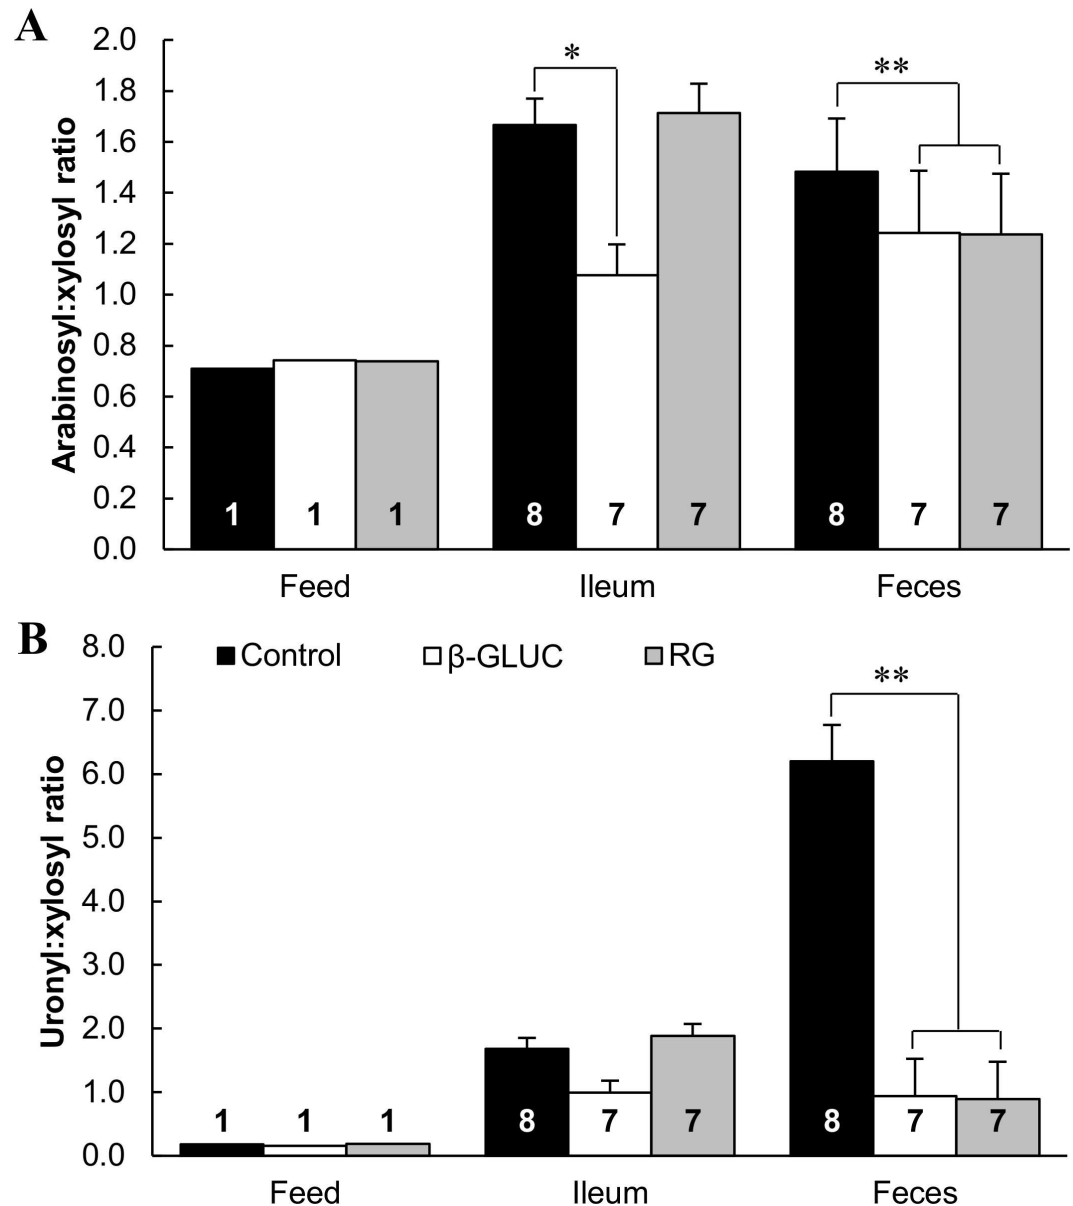 A
Arabinosyl:xylosyl ratio
2.0
1.8
1.6
1.4
1.2
1.0
0.8
0.6
0.4
0.2
0.0
*
**
1 1 1 8 7 7 8 7 7
Feed Ileum Feces
B
Uronyl:xylosyl ratio
8.0
7.0
6.0
5.0
4.0
3.0
2.0
1.0
0.0
Control β-GLUC RG
**
1 1 1 8 7 7 8 7 7
Feed Ileum Feces